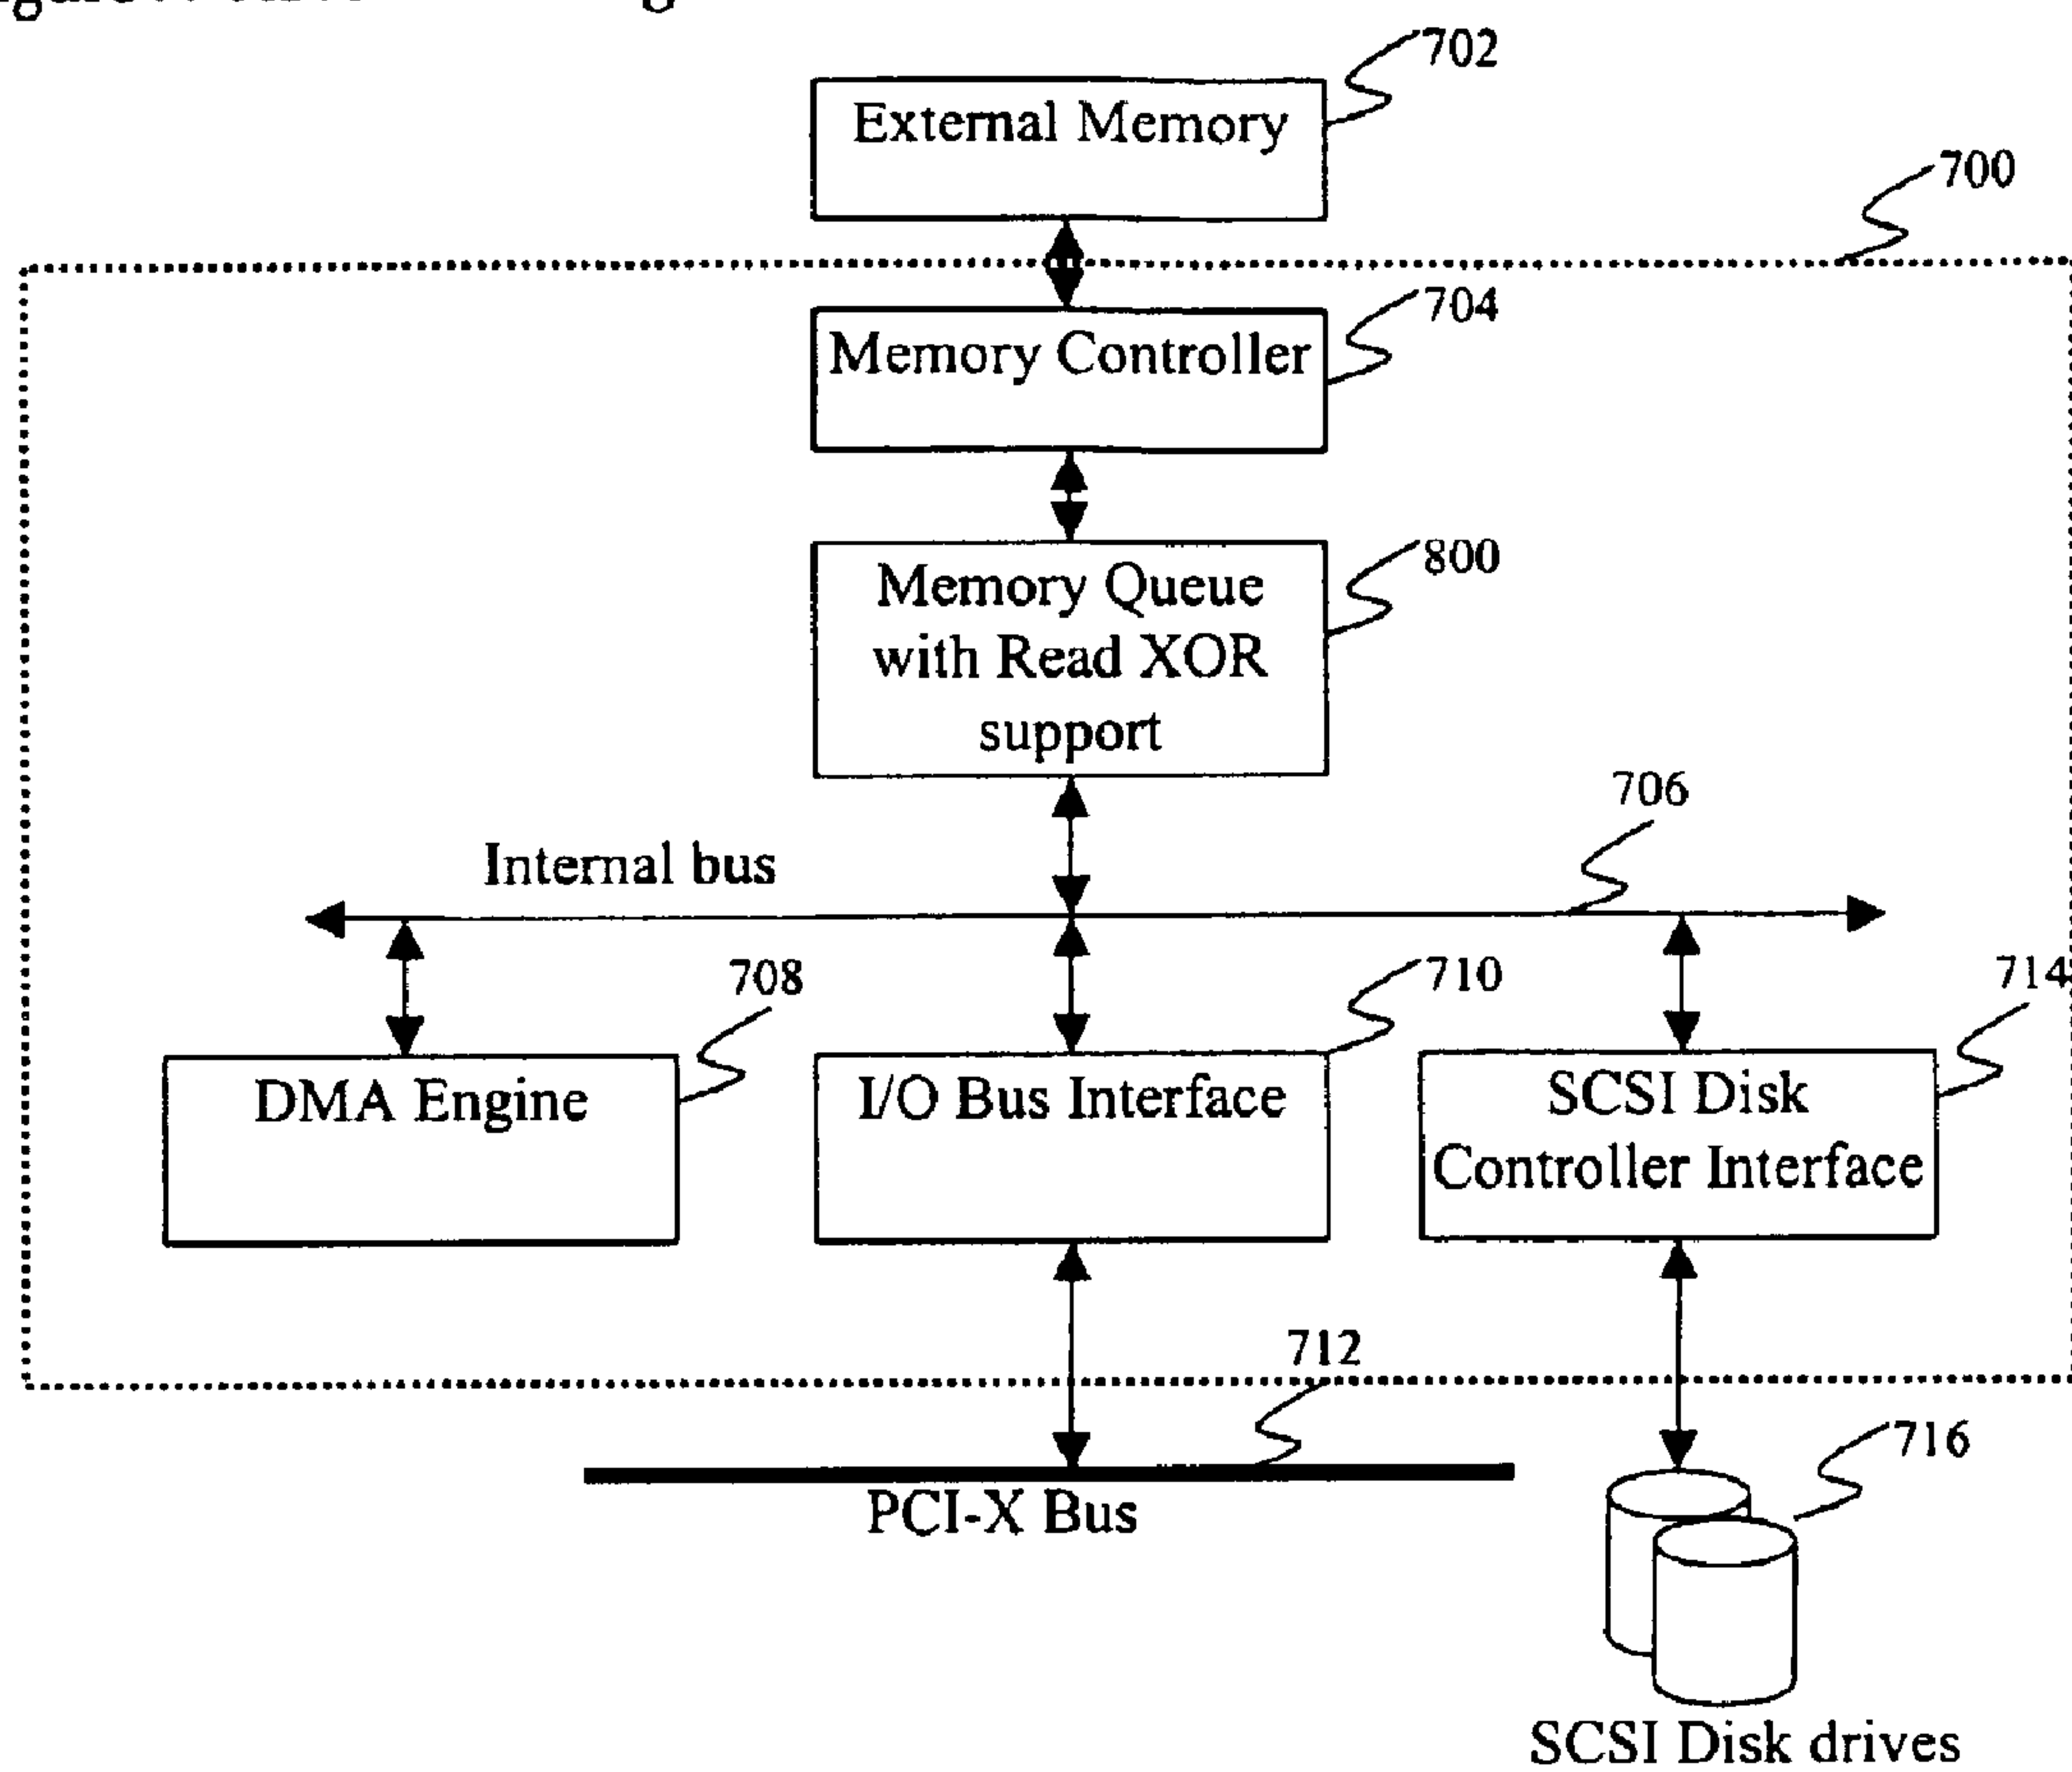 702
External Memory
700
704
Memory Controller
800
Memory Queue
with Read XOR
support
706
Internal bus
708
710
714
DMA Engine
I/O Bus Interface
SCSI Disk
Controller Interface
712
716
PCI-X Bus
SCSI Disk drives